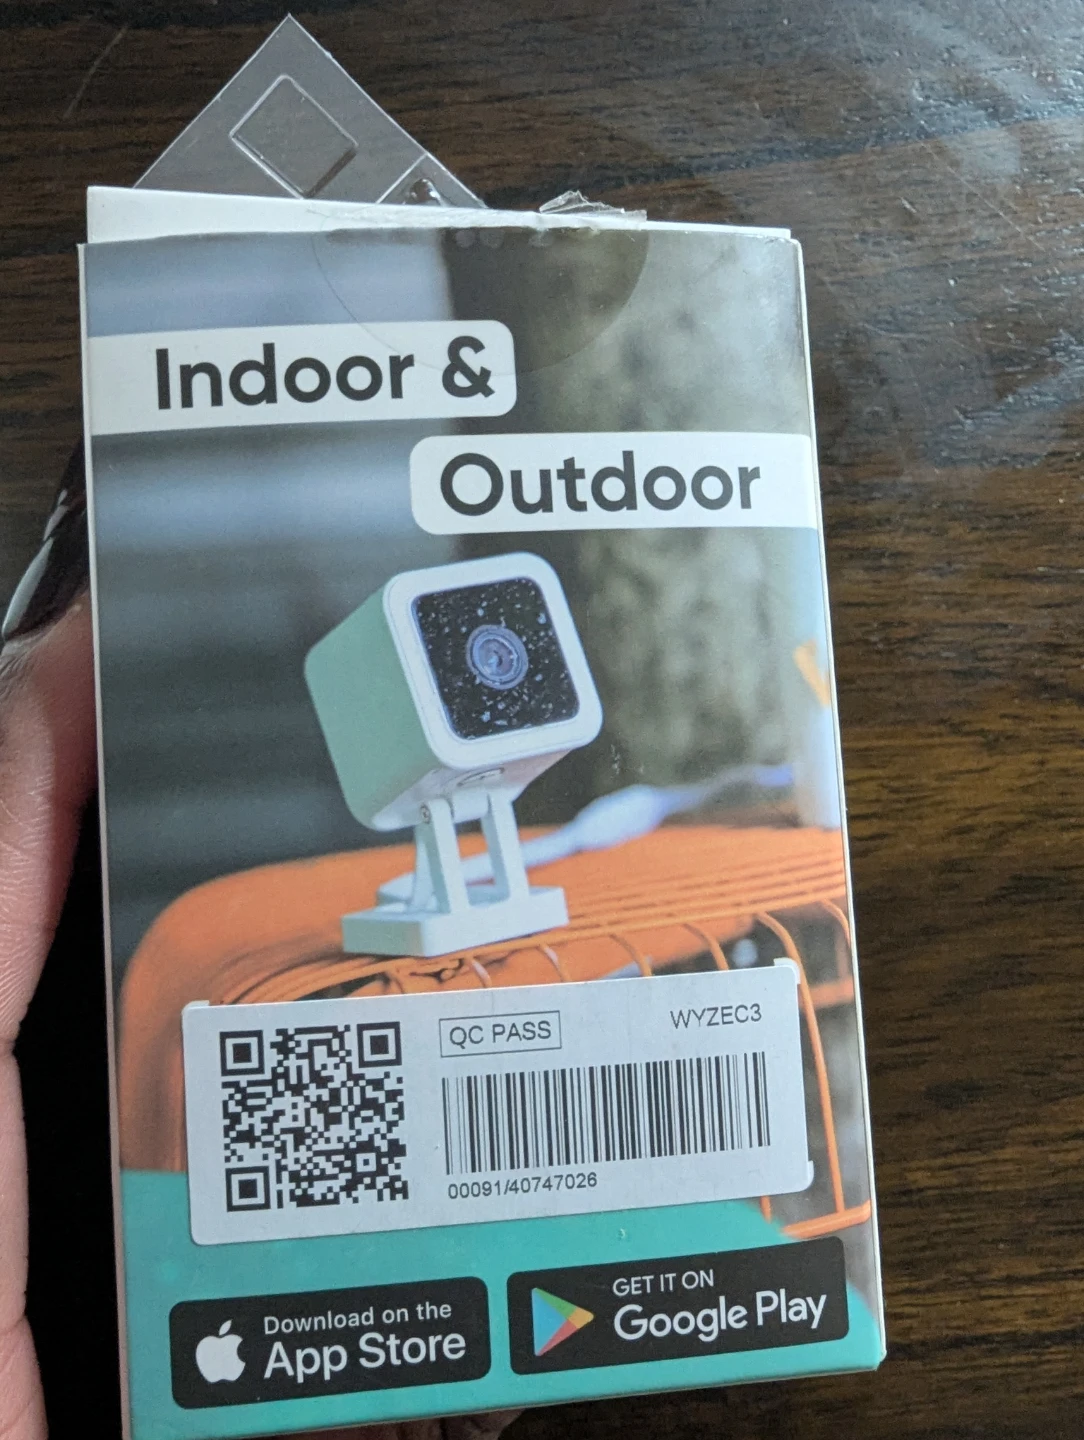 Indoor &
Outdoor
QC PASS
WYZEC3
00091/40747026
Download on the
App Store
GET IT ON
Google Play